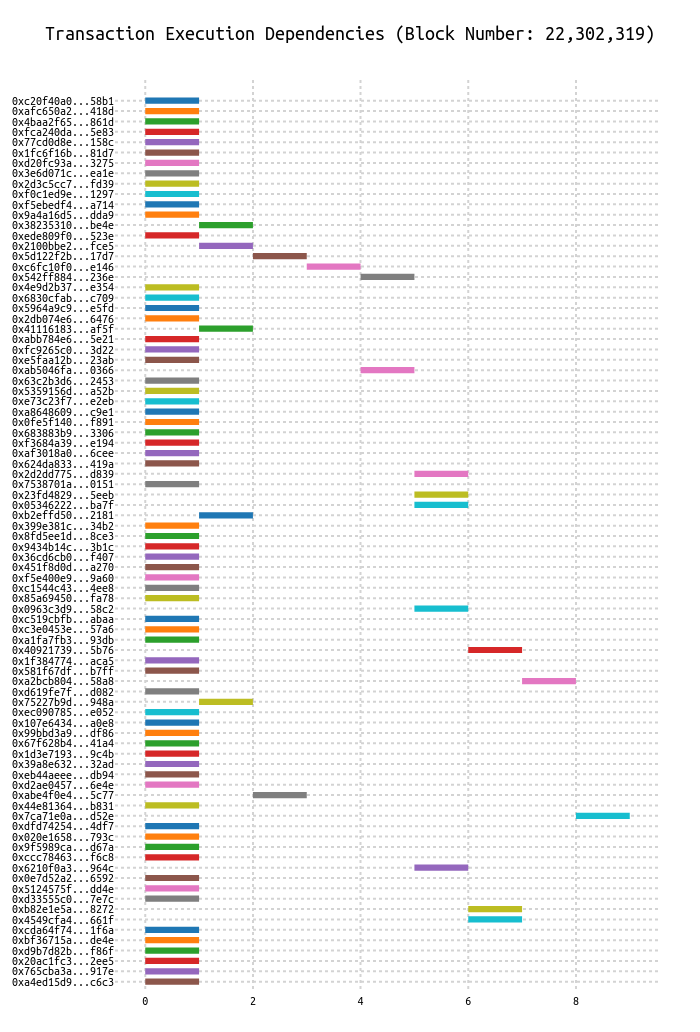 Transaction Execution Dependencies (Block Number: 22,302,319)
0xc20f40a0...58b1
0xafc650a2...418d
0x4baa2f65...861d
0xfca240da...5e83
0x77cd0d8e...158c
0x1fc6f16b...81d7
0xd20fc93a...3275
0x3e6d071c...ea1e
0x2d3c5cc7...fd39
0xf0c1ed9e...1297
0xf5ebedf4...a714
0x9a4a16d5...dda9
0x38235310...be4e
0xede809f0...523e
0x2100bbe2...fce5
0x5d122f2b...17d7
0xc6fc10f0...e146
0x542ff884...236e
0x4e9d2b37...e354
0x6830cfab...c709
0x5964a9c9...e5fd
0x2db074e6...6476
0x41116183...af5f
0xabb784e6...5e21
0xfc9265c0...3d22
0xe5faa12b...23ab
0xab5046fa...0366
0x63c2b3d6...2453
0x5359156d...a52b
0xe73c23f7...e2eb
0xa8648609...c9e1
0x0fe5f140...f891
0x683883b9...3306
0xf3684a39...e194
0xaf3018a0...6cee
0x624da833...419a
0x2d2dd775...d839
0x7538701a...0151
0x23fd4829...5eeb
0x05346222...ba7f
0xb2effd50...2181
0x399e381c...34b2
0x8fd5ee1d...8ce3
0x9434b14c...3b1c
0x36cd6cb0...f407
0x451f8d0d...a270
0xf5e400e9...9a60
0xc1544c43...4ee8
0x85a69450...fa78
0x0963c3d9...58c2
0xc519cbfb...abaa
0xc3e0453e...57a6
0xa1fa7fb3...93db
0x40921739...5b76
0x1f384774...aca5
0x581f67df...b7ff
0xa2bcb804...58a8
0xd619fe7f...d082
0x75227b9d...948a
0xec090785...e052
0x107e6434...a0e8
0x99bbd3a9...df86
0x67f628b4...41a4
0x1d3e7193...9c4b
0x39a8e632...32ad
0xeb44aeee...db94
0xd2ae0457...6e4e
0xabe4f0e4...5c77
0x44e81364...b831
0x7ca71e0a...d52e
0xdfd74254...4df7
0x020e1658...793c
0x9f5989ca...d67a
0xccc78463...f6c8
0x6210f0a3...964c
0x0e7d52a2...6592
0x5124575f...dd4e
0xd33555c0...7e7c
0xb82e1e5a...8272
0x4549cfa4...661f
0xcda64f74...1f6a
0xbf36715a...de4e
0xd9b7d82b...f86f
0x20ac1fc3...2ee5
0x765cba3a...917e
0xa4ed15d9...c6c3
0 2 4 6 8